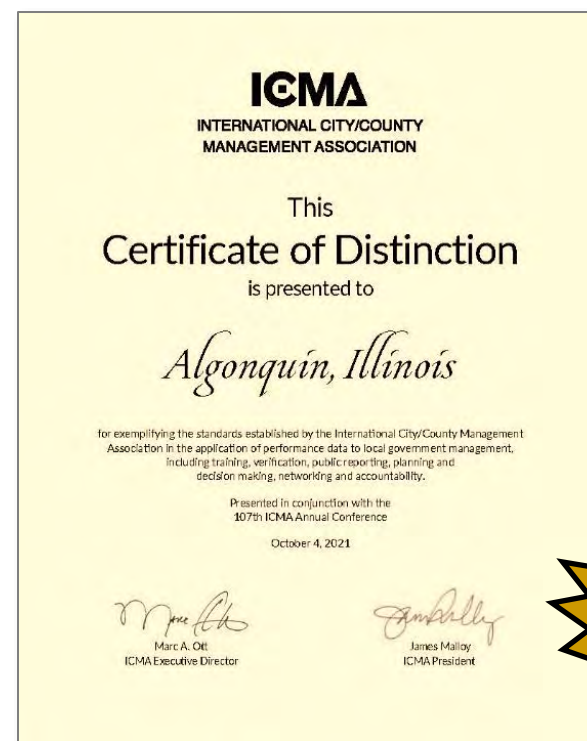 ICMA
INTERNATIONAL CITY/COUNTY
MANAGEMENT ASSOCIATION
This
Certificate of Distinction
is presented to
Algonquin, Illinois
for exemplifying the standards established by the International City/County Management
Association in the application of performance data to local government management,
including training, verification, public reporting, planning and
decision making, networking and accountability.
Presented in conjunction with the
107th ICMA Annual Conference
October 4, 2021
Marc A. Ott
James Malloy
ICMA Executive Director
ICMA President